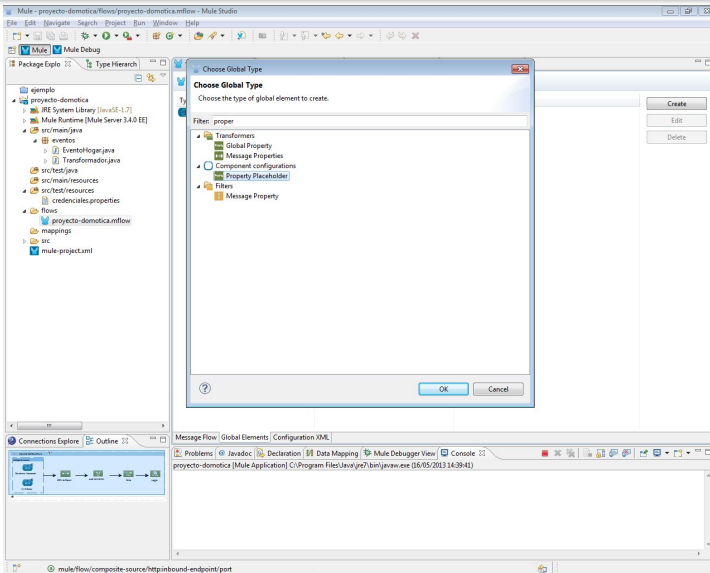 Mule - proyecto-domotica/flows/proyecto-domotica.mflow - Mule Studio
File Edit Navigate Search Project Run Window Help
Mule Mule Debug
Package Explo Type Hierarch
ejemplo
proyecto-domotica
JRE System Library [JavaSE-1.7]
Mule Runtime [Mule Server 3.4.0 EE]
src/main/java
eventos
EventoHogar.java
Transformador.java
src/test/java
src/main/resources
src/test/resources
credenciales.properties
flows
proyecto-domotica.mflow
mappings
src
mule-project.xml
Ty
Choose Global Type
Choose Global Type
Choose the type of global element to create.
Filter: proper
Transformers
Global Property
Message Properties
Component configurations
Property Placeholder
Filters
Message Property
OK Cancel
Create
Edit
Delete
Message Flow Global Elements Configuration XML
Connections Explore Outline
Problems Javadoc Declaration Data Mapping Mule Debugger View Console
proyecto-domotica [Mule Application] C:\Program Files\Java\jre7\bin\javaw.exe (16/05/2013 14:39:41)
mule/flow/composite-source/http:inbound-endpoint/port